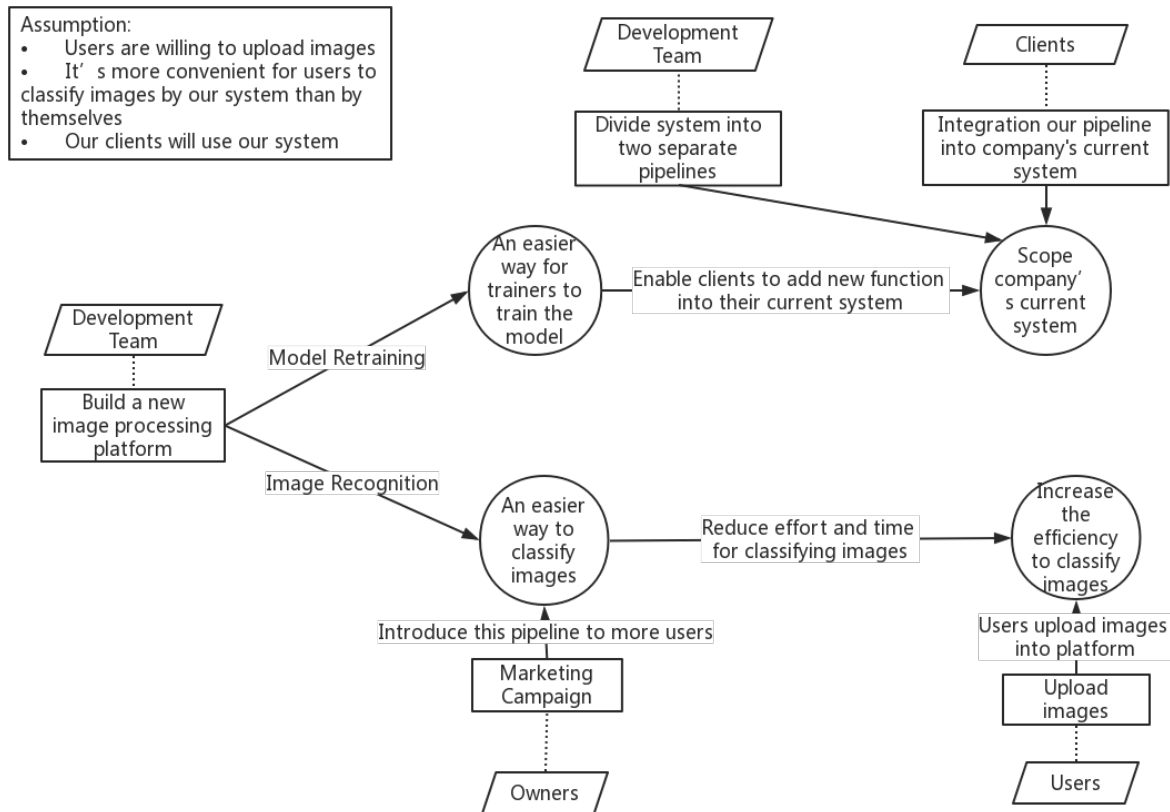 Assumption:
• Users are willing to upload images
• It's more convenient for users to
classify images by our system than by
themselves
• Our clients will use our system
Development
Team
Clients
Divide system into
two separate
pipelines
Integration our pipeline
into company's current
system
An easier
way for
trainers to
train the
model
Enable clients to add new function
into their current system
Scope
company'
s current
system
Development
Team
Model Retraining
Build a new
image processing
platform
Image Recognition
An easier
way to
classify
images
Reduce effort and time
for classifying images
Increase
the
efficiency
to classify
images
Introduce this pipeline to more users
Users upload images
into platform
Marketing
Campaign
Upload
images
Owners
Users